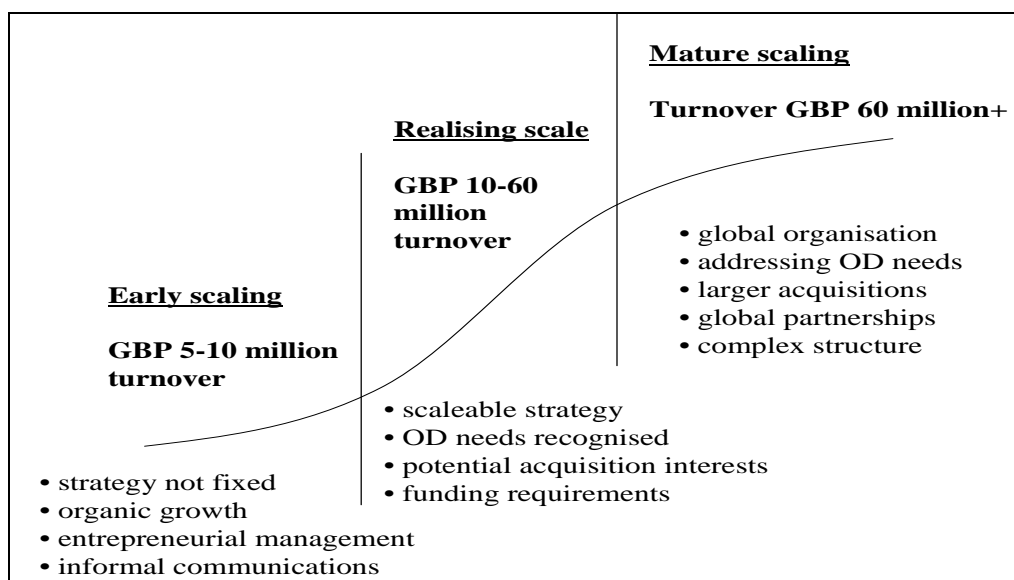 Early scaling
GBP 5-10 million
turnover
• strategy not fixed
• organic growth
• entrepreneurial management
• informal communications
Realising scale
GBP 10-60
million
turnover
• scaleable strategy
• OD needs recognised
• potential acquisition interests
• funding requirements
Mature scaling
Turnover GBP 60 million+
• global organisation
• addressing OD needs
• larger acquisitions
• global partnerships
• complex structure